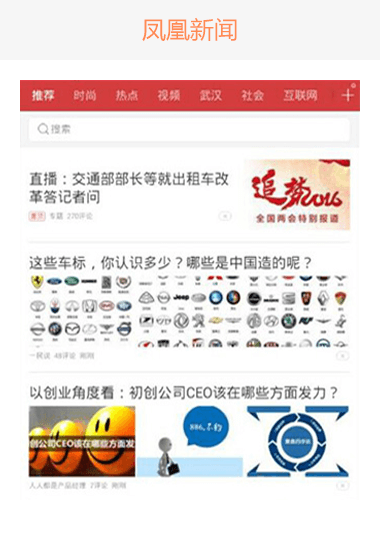 凤凰新闻
推荐 时尚 热点 视频 武汉 社会 互联网
搜索
直播：交通部部长等就出租车改
革答记者问
专题 270评论
追梦2016
全国两会特别报道
这些车标，你认识多少？哪些是中国造的呢？
Jeep
一民说 48评论 刚刚
以创业角度看：初创公司CEO该在哪些方面发力？
创公司CEO该在哪些方面发
886,不约
人人都是产品经理 2评论 刚刚